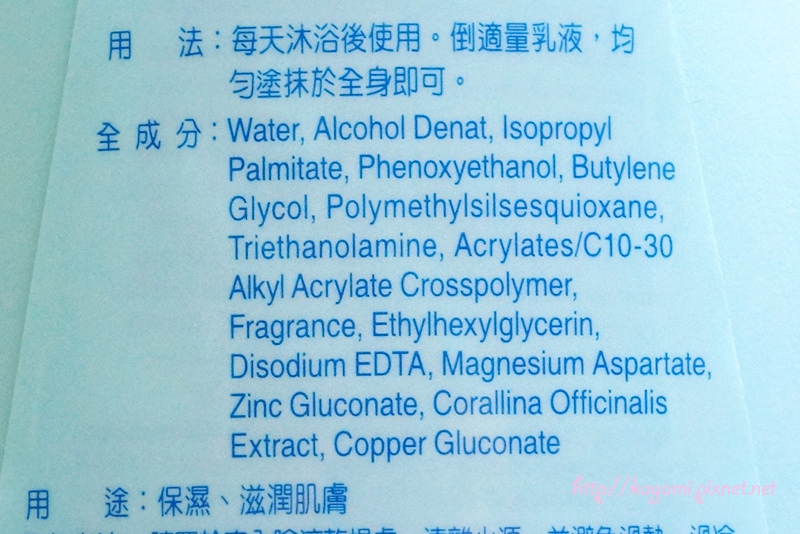 用 法：每天沐浴後使用。倒適量乳液，均
勻塗抹於全身即可。
全成分：Water, Alcohol Denat, Isopropyl
Palmitate, Phenoxyethanol, Butylene
Glycol, Polymethylsilsesquioxane,
Triethanolamine, Acrylates/C10-30
Alkyl Acrylate Crosspolymer,
Fragrance, Ethylhexylglycerin,
Disodium EDTA, Magnesium Aspartate,
Zinc Gluconate, Corallina Officinalis
Extract, Copper Gluconate
用 途：保濕、滋潤肌膚
http://kagami.pixnet.net